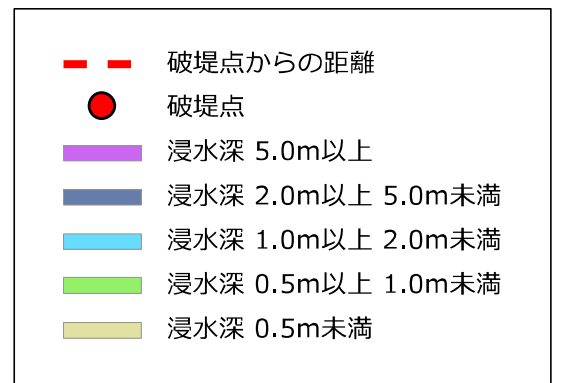 破堤点からの距離
破堤点
浸水深 5.0m以上
浸水深 2.0m以上 5.0m未満
浸水深 1.0m以上 2.0m未満
浸水深 0.5m以上 1.0m未満
浸水深 0.5m未満